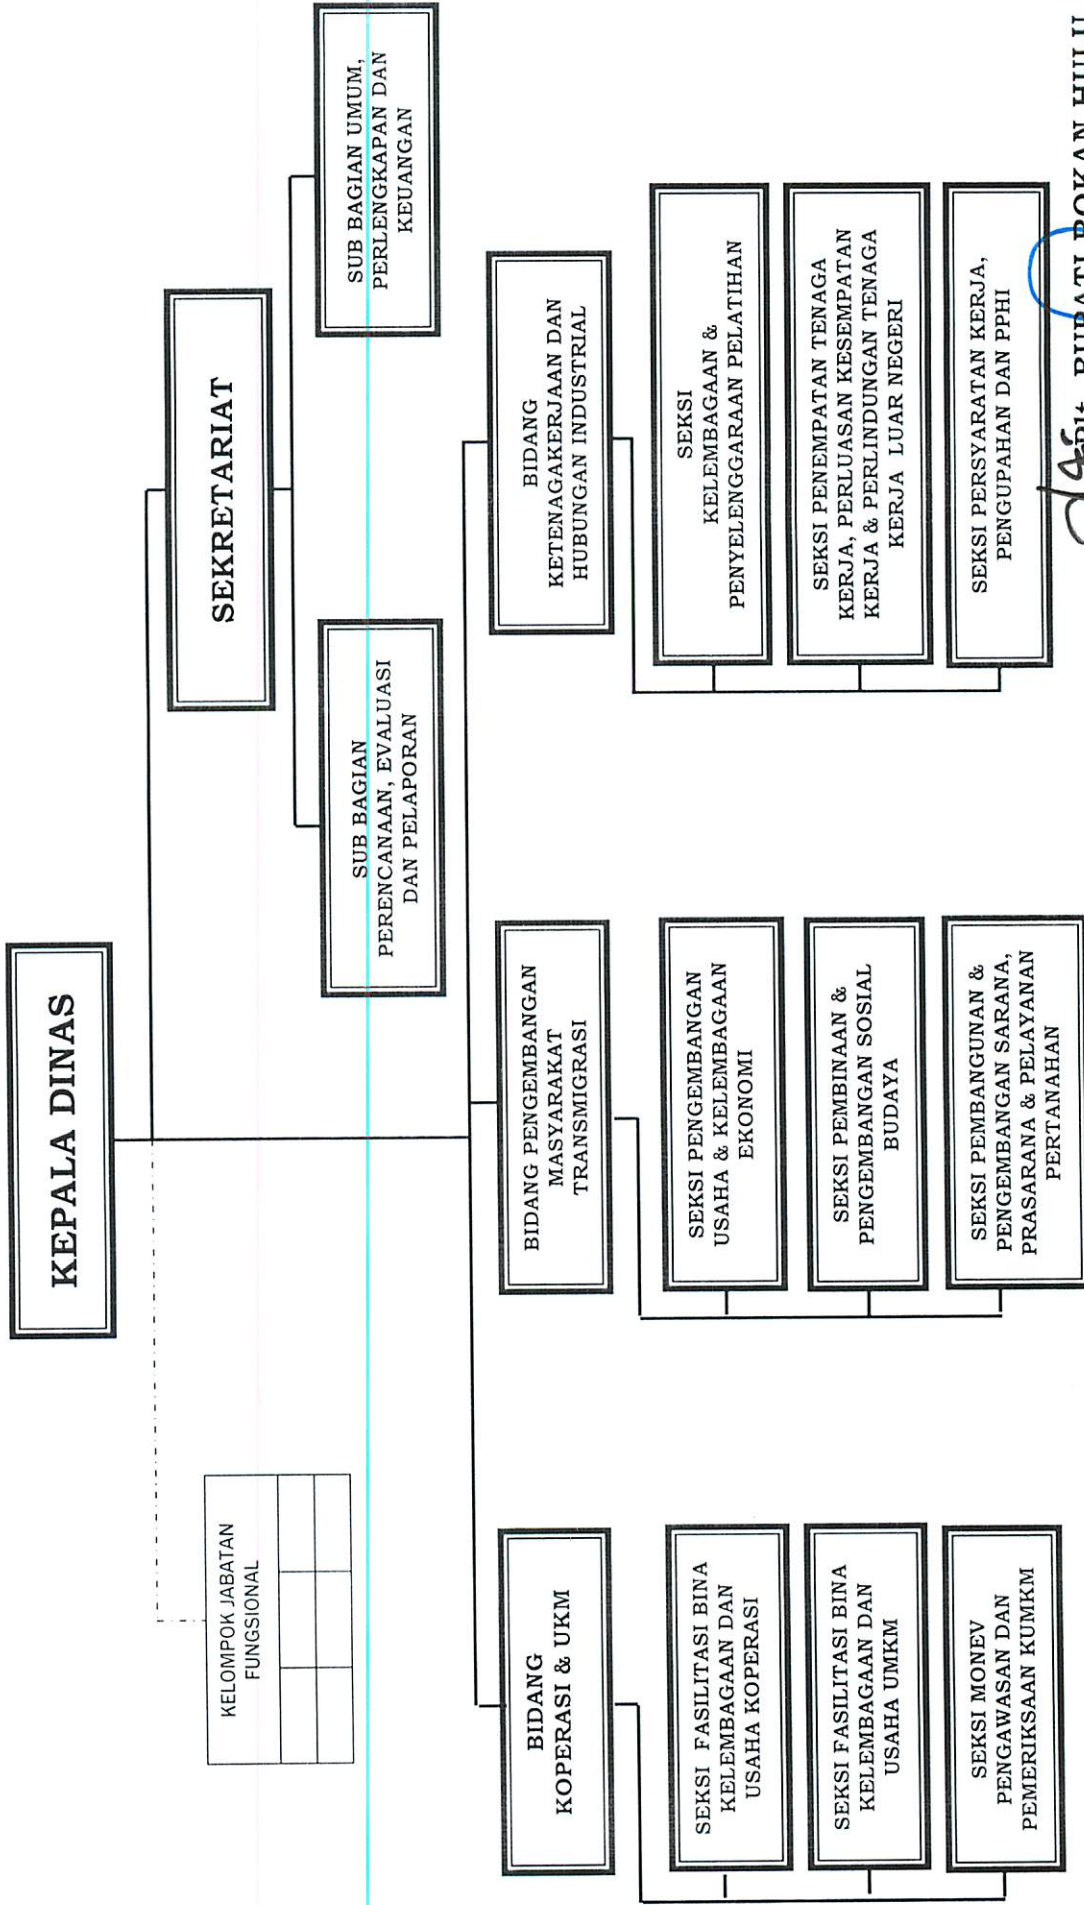 KEPALA DINAS
KELOMPOK JABATAN
FUNGSIONAL
SEKRETARIAT
SUB BAGIAN
PERENCANAAN, EVALUASI
DAN PELAPORAN
SUB BAGIAN UMUM,
PERLENGKAPAN DAN
KEUANGAN
BIDANG
KOPERASI & UKM
SEKSI FASILITASI BINA
KELEMBAGAAN DAN
USAHA KOPERASI
SEKSI FASILITASI BINA
KELEMBAGAAN DAN
USAHA UMKM
SEKSI MONEV
PENGAWASAN DAN
PEMERIKSAAN KUMKM
BIDANG PENGEMBANGAN
MASYARAKAT
TRANSMIGRASI
SEKSI PENGEMBANGAN
USAHA & KELEMBAGAAN
EKONOMI
SEKSI PEMBINAAN &
PENGEMBANGAN SOSIAL
BUDAYA
SEKSI PEMBANGUNAN &
PENGEMBANGAN SARANA,
PRASARANA & PELAYANAN
PERTANAHAN
BIDANG
KETENAGAKERJAAN DAN
HUBUNGAN INDUSTRIAL
SEKSI
KELEMBAGAAN &
PENYELENGGARAAN PELATIHAN
SEKSI PENEMPATAN TENAGA
KERJA, PERLUASAN KESEMPATAN
KERJA & PERLINDUNGAN TENAGA
KERJA LUAR NEGERI
SEKSI PERSYARATAN KERJA,
PENGUPAHAN DAN PPHI
BUPATI ROKAN HULU